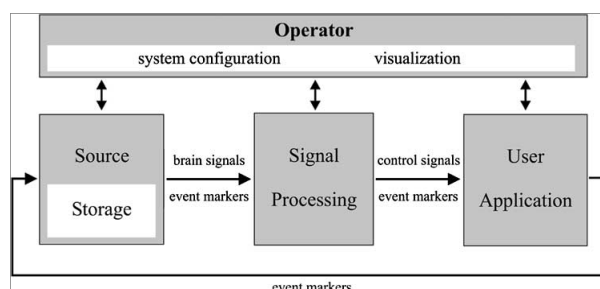 Operator
system configuration visualization
Source
Storage
brain signals
event markers
Signal
Processing
control signals
event markers
User
Application
event markers